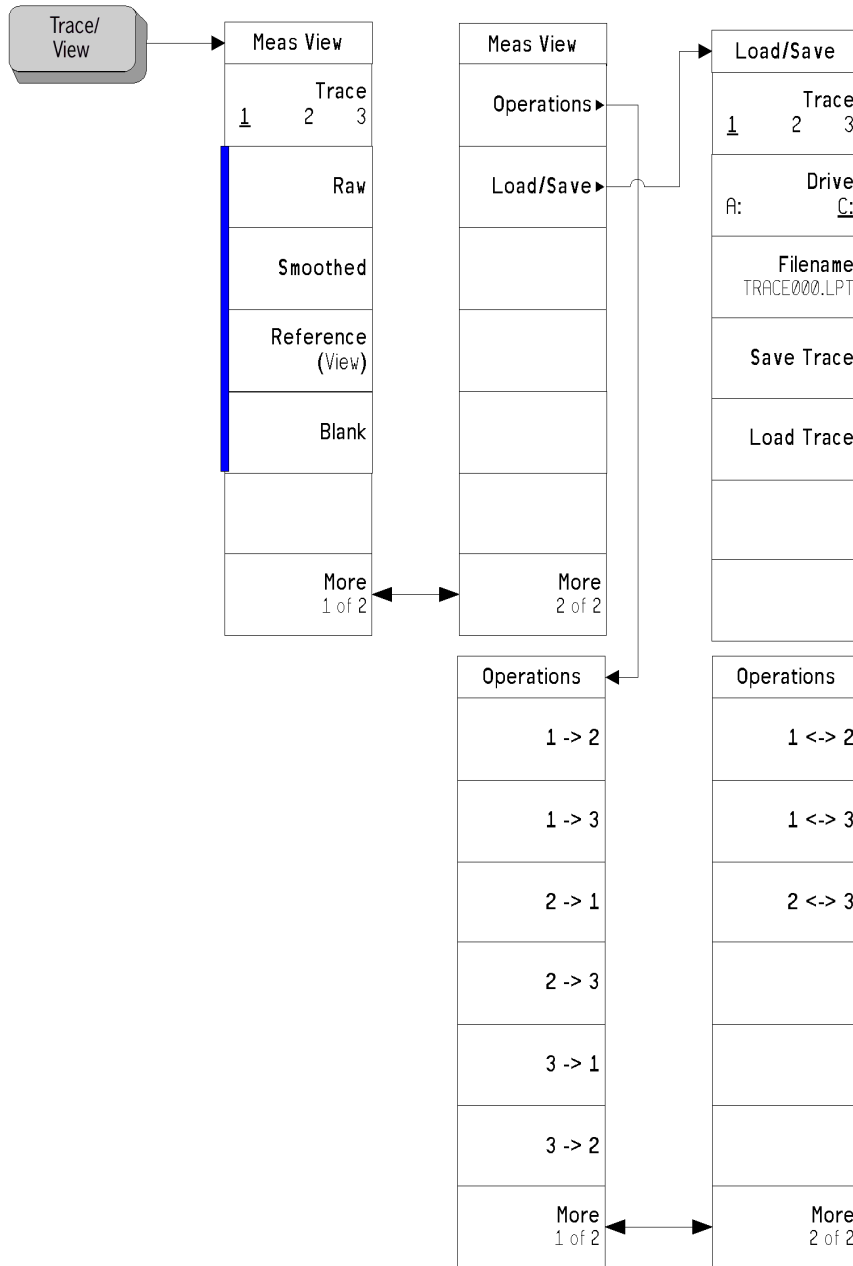 Trace/
View
Meas View
Trace
1 2 3
Raw
Smoothed
Reference
(View)
Blank
More
1 of 2
Meas View
Operations
Load/Save
More
2 of 2
Load/Save
Trace
1 2 3
Drive
A: C:
Filename
TRACE000.LPT
Save Trace
Load Trace
Operations
1 -> 2
1 -> 3
2 -> 1
2 -> 3
3 -> 1
3 -> 2
More
1 of 2
Operations
1 <-> 2
1 <-> 3
2 <-> 3
More
2 of 2